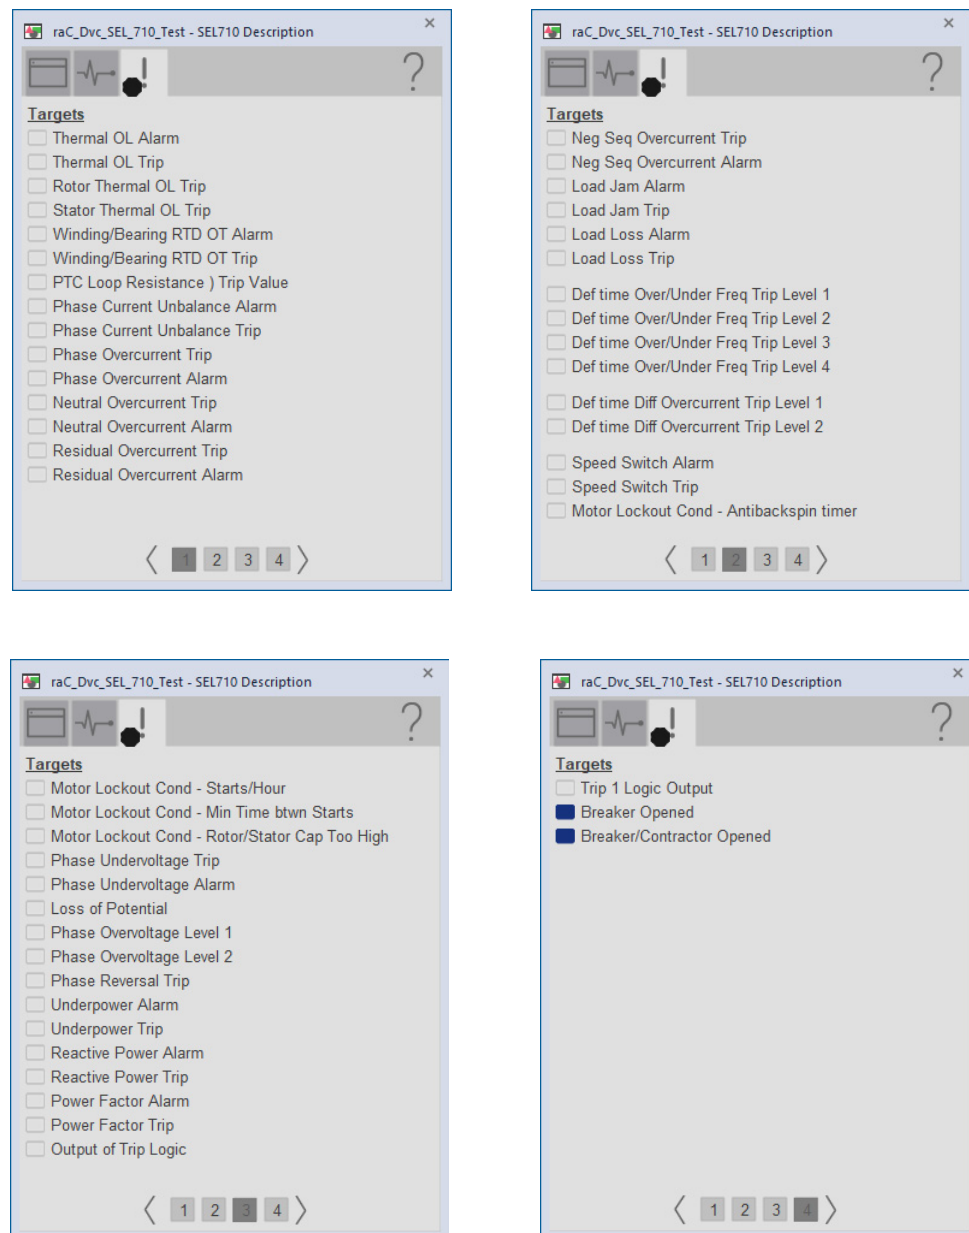 raC_Dvc_SEL_710_Test - SEL710 Description
Targets
Thermal OL Alarm
Thermal OL Trip
Rotor Thermal OL Trip
Stator Thermal OL Trip
Winding/Bearing RTD OT Alarm
Winding/Bearing RTD OT Trip
PTC Loop Resistance ) Trip Value
Phase Current Unbalance Alarm
Phase Current Unbalance Trip
Phase Overcurrent Trip
Phase Overcurrent Alarm
Neutral Overcurrent Trip
Neutral Overcurrent Alarm
Residual Overcurrent Trip
Residual Overcurrent Alarm
1 2 3 4
raC_Dvc_SEL_710_Test - SEL710 Description
Targets
Neg Seq Overcurrent Trip
Neg Seq Overcurrent Alarm
Load Jam Alarm
Load Jam Trip
Load Loss Alarm
Load Loss Trip
Def time Over/Under Freq Trip Level 1
Def time Over/Under Freq Trip Level 2
Def time Over/Under Freq Trip Level 3
Def time Over/Under Freq Trip Level 4
Def time Diff Overcurrent Trip Level 1
Def time Diff Overcurrent Trip Level 2
Speed Switch Alarm
Speed Switch Trip
Motor Lockout Cond - Antibackspin timer
1 2 3 4
raC_Dvc_SEL_710_Test - SEL710 Description
Targets
Motor Lockout Cond - Starts/Hour
Motor Lockout Cond - Min Time btwn Starts
Motor Lockout Cond - Rotor/Stator Cap Too High
Phase Undervoltage Trip
Phase Undervoltage Alarm
Loss of Potential
Phase Overvoltage Level 1
Phase Overvoltage Level 2
Phase Reversal Trip
Underpower Alarm
Underpower Trip
Reactive Power Alarm
Reactive Power Trip
Power Factor Alarm
Power Factor Trip
Output of Trip Logic
1 2 3 4
raC_Dvc_SEL_710_Test - SEL710 Description
Targets
Trip 1 Logic Output
Breaker Opened
Breaker/Contractor Opened
1 2 3 4